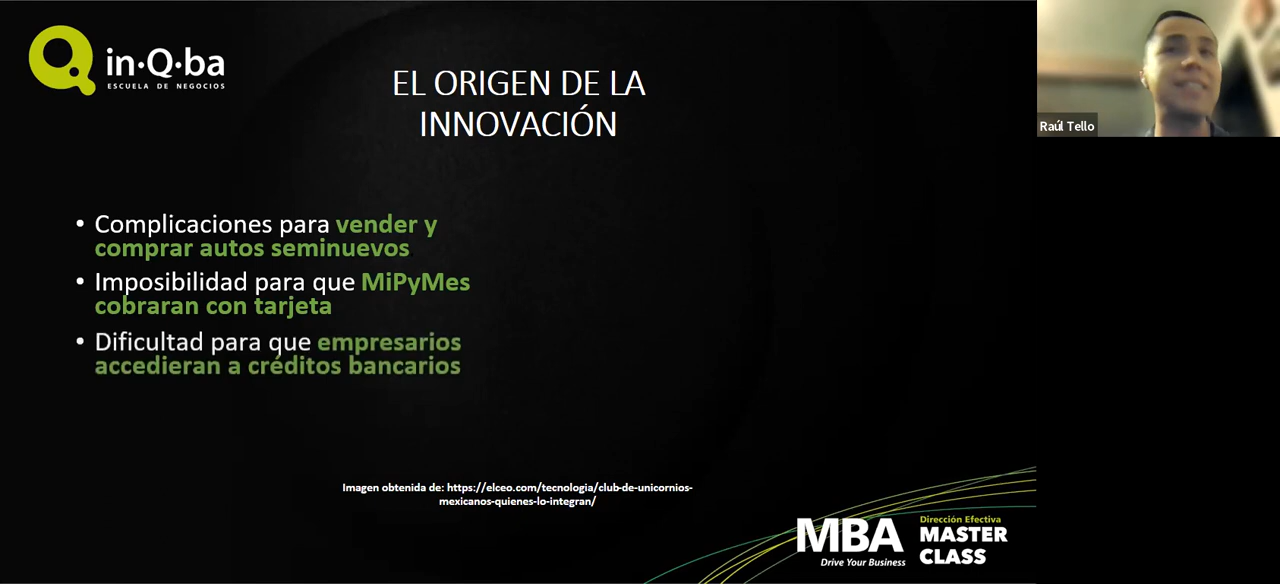 in·Q·ba
ESCUELA DE NEGOCIOS
EL ORIGEN DE LA
INNOVACIÓN
Raúl Tello
• Complicaciones para vender y
comprar autos seminuevos
• Imposibilidad para que MiPyMes
cobraran con tarjeta
• Dificultad para que empresarios
accedieran a créditos bancarios
Imagen obtenida de: https://elceo.com/tecnologia/club-de-unicornios-
mexicanos-quienes-lo-integran/
MBA
Drive Your Business
Dirección Efectiva
MASTER
CLASS